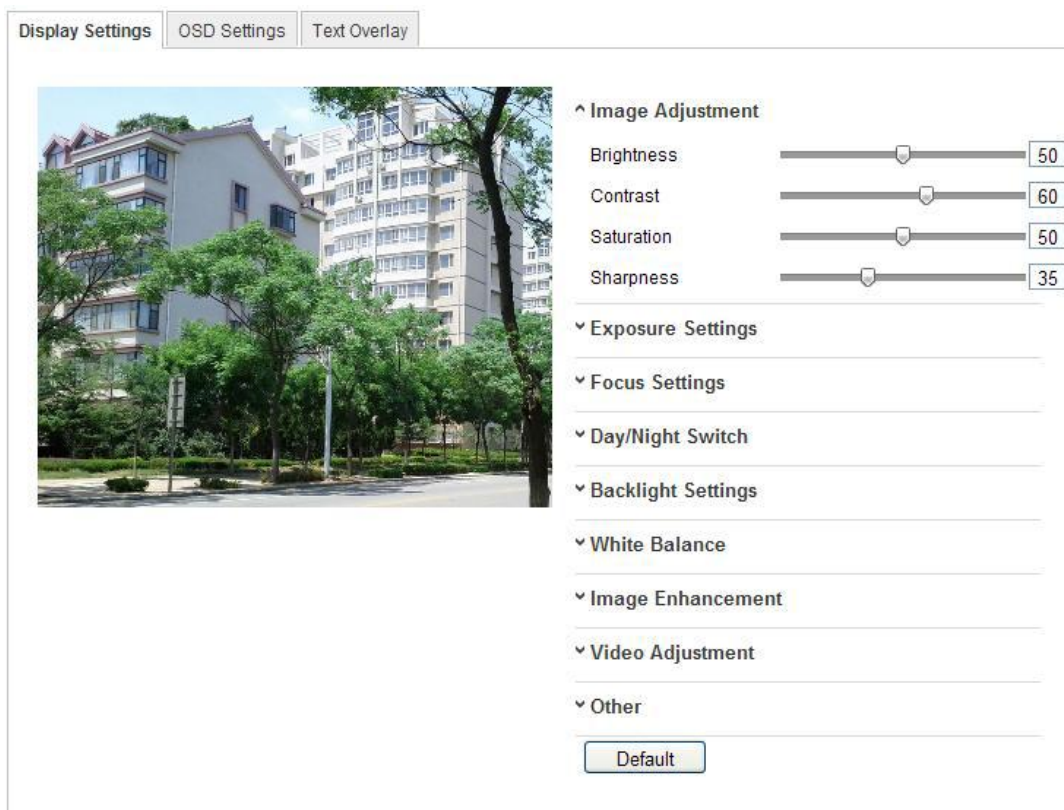 Display Settings
OSD Settings
Text Overlay
Image Adjustment
Brightness 50
Contrast 60
Saturation 50
Sharpness 35
Exposure Settings
Focus Settings
Day/Night Switch
Backlight Settings
White Balance
Image Enhancement
Video Adjustment
Other
Default